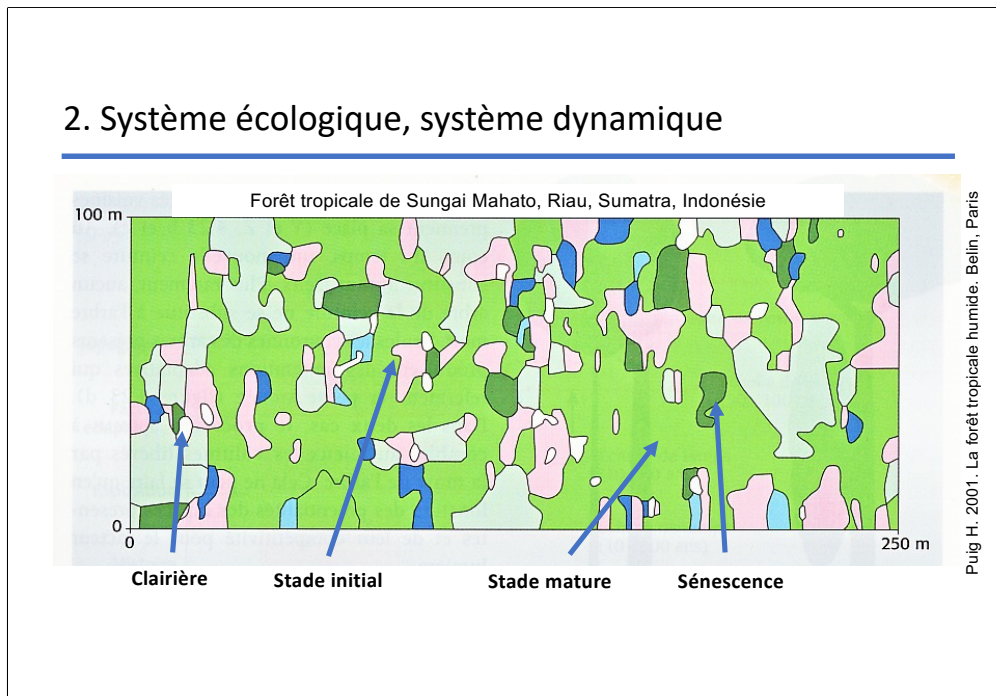 2. Système écologique, système dynamique
Forêt tropicale de Sungai Mahato, Riau, Sumatra, Indonésie
100 m
0
0
250 m
Clairière
Stade initial
Stade mature
Sénescence
Puig H. 2001. La forêt tropicale humide. Belin, Paris